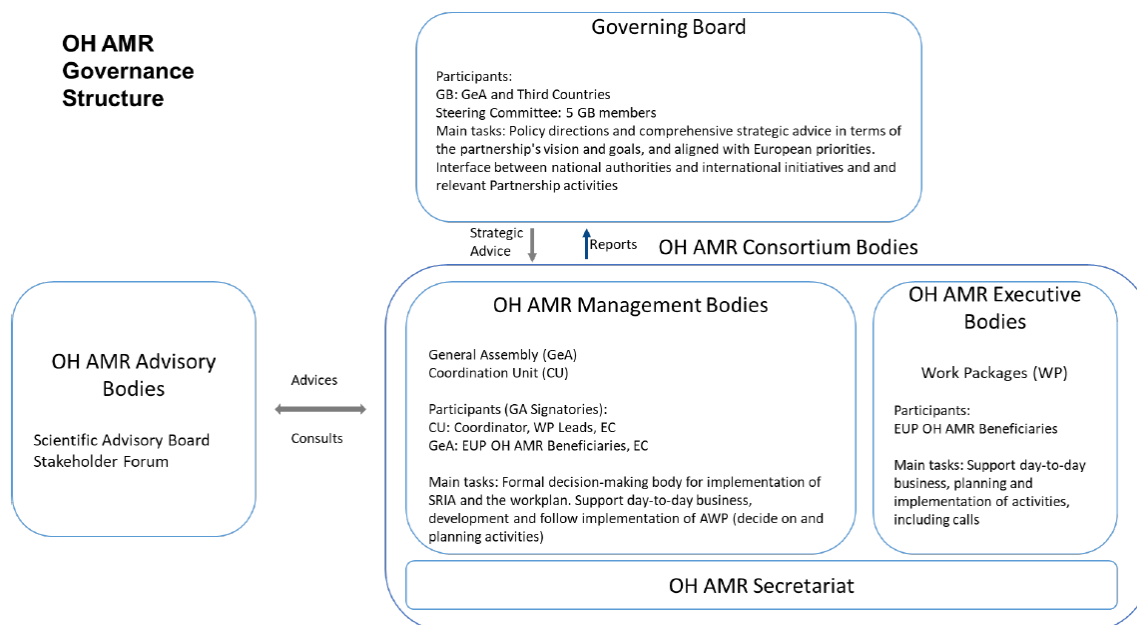 OH AMR
Governance
Structure
Governing Board
Participants:
GB: GeA and Third Countries
Steering Committee: 5 GB members
Main tasks: Policy directions and comprehensive strategic advice in terms of
the partnership's vision and goals, and aligned with European priorities.
Interface between national authorities and international initiatives and and
relevant Partnership activities
Strategic
Advice
Reports
OH AMR Consortium Bodies
OH AMR Advisory
Bodies
Scientific Advisory Board
Stakeholder Forum
Advices
Consults
OH AMR Management Bodies
General Assembly (GeA)
Coordination Unit (CU)
Participants (GA Signatories):
CU: Coordinator, WP Leads, EC
GeA: EUP OH AMR Beneficiaries, EC
Main tasks: Formal decision-making body for implementation of
SRIA and the workplan. Support day-to-day business,
development and follow implementation of AWP (decide on and
planning activities)
OH AMR Executive
Bodies
Work Packages (WP)
Participants:
EUP OH AMR Beneficiaries
Main tasks: Support day-to-day
business, planning and
implementation of activities,
including calls
OH AMR Secretariat